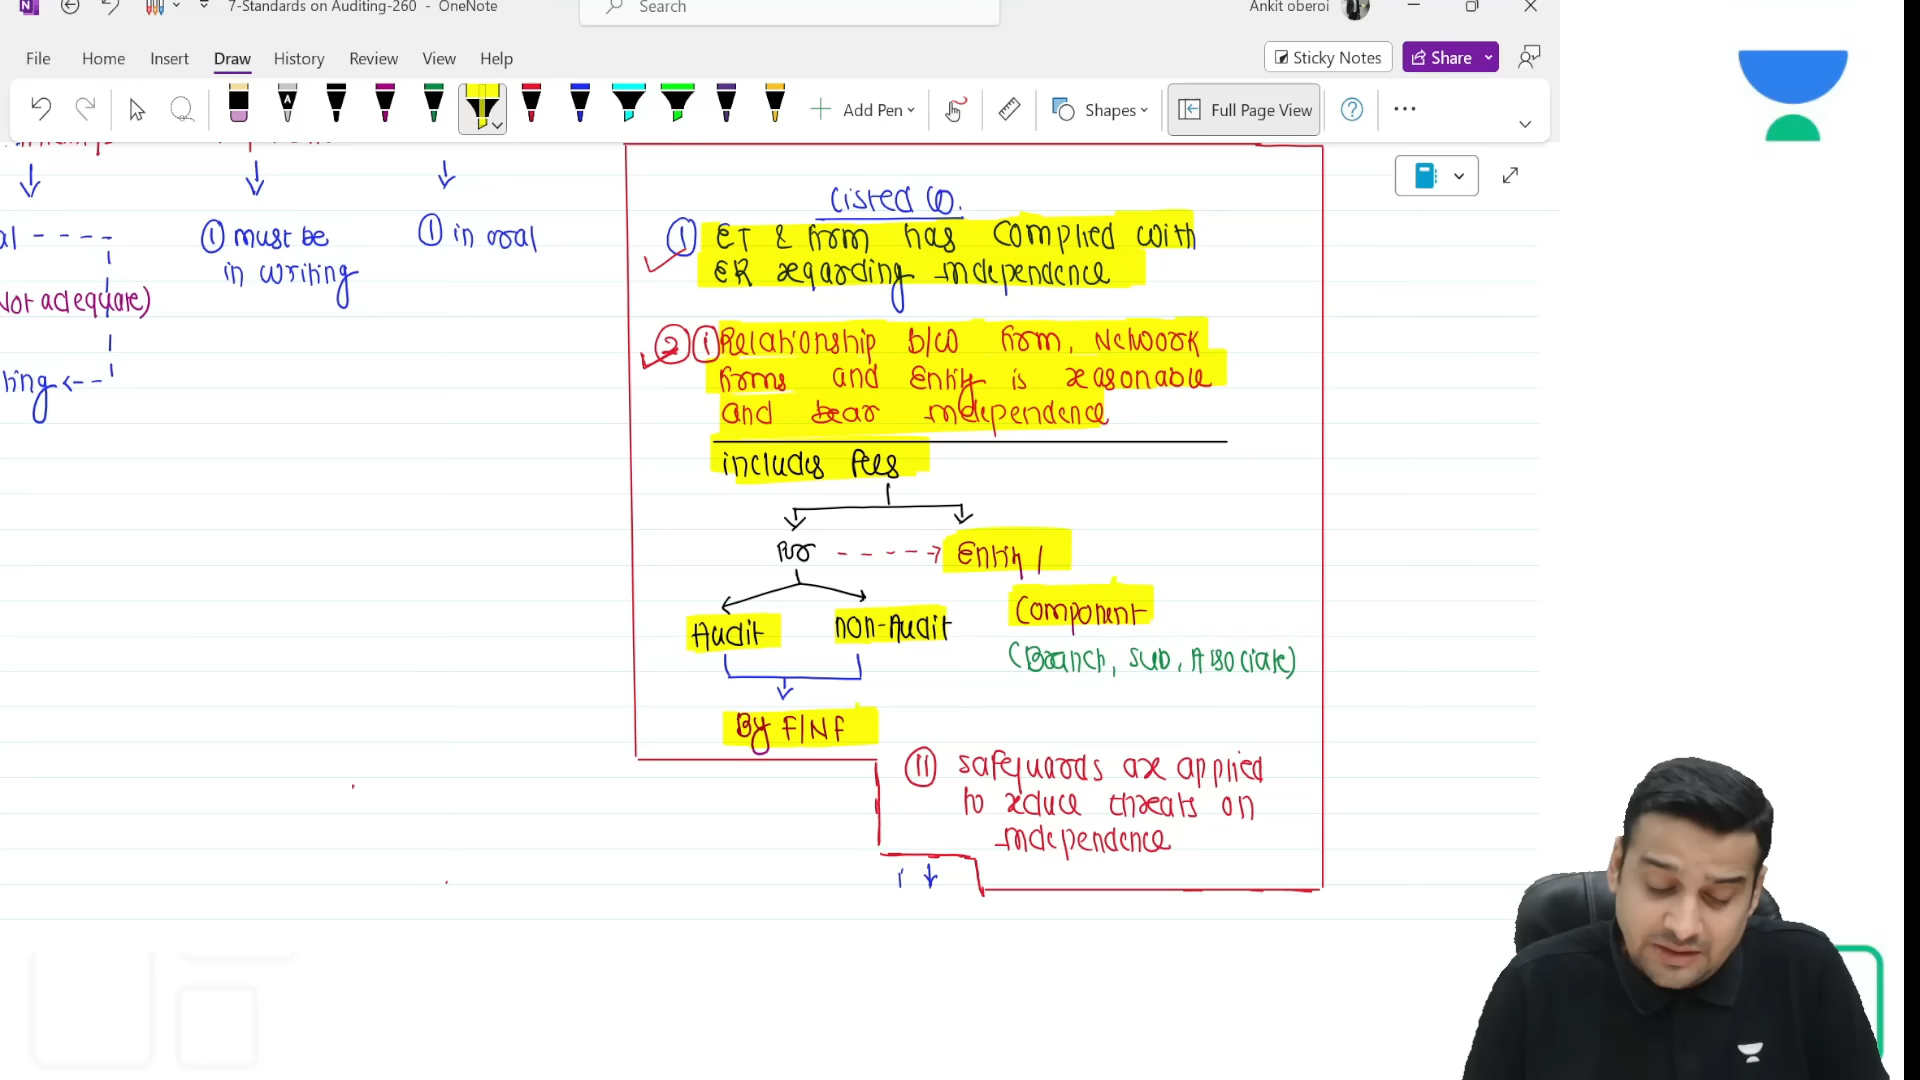 7-Standards on Auditing-260 - OneNote
Search
Ankit oberoi
File Home Insert Draw History Review View Help
Sticky Notes
Share
Add Pen
Shapes
Full Page View
Listed Co.
al
① must be
in writing
① in oral
Not adequate)
ting
① ET & firm has complied with
ER regarding independence
② ⓘ Relationship b/w firm, Network
firms and Entity is reasonable
and bear independence
includes fees
For
Entity /
Component
(Branch, Sub, Associate)
Audit
non-Audit
By F/NF
ⓘⓘ safeguards are applied
to reduce threats on
independence